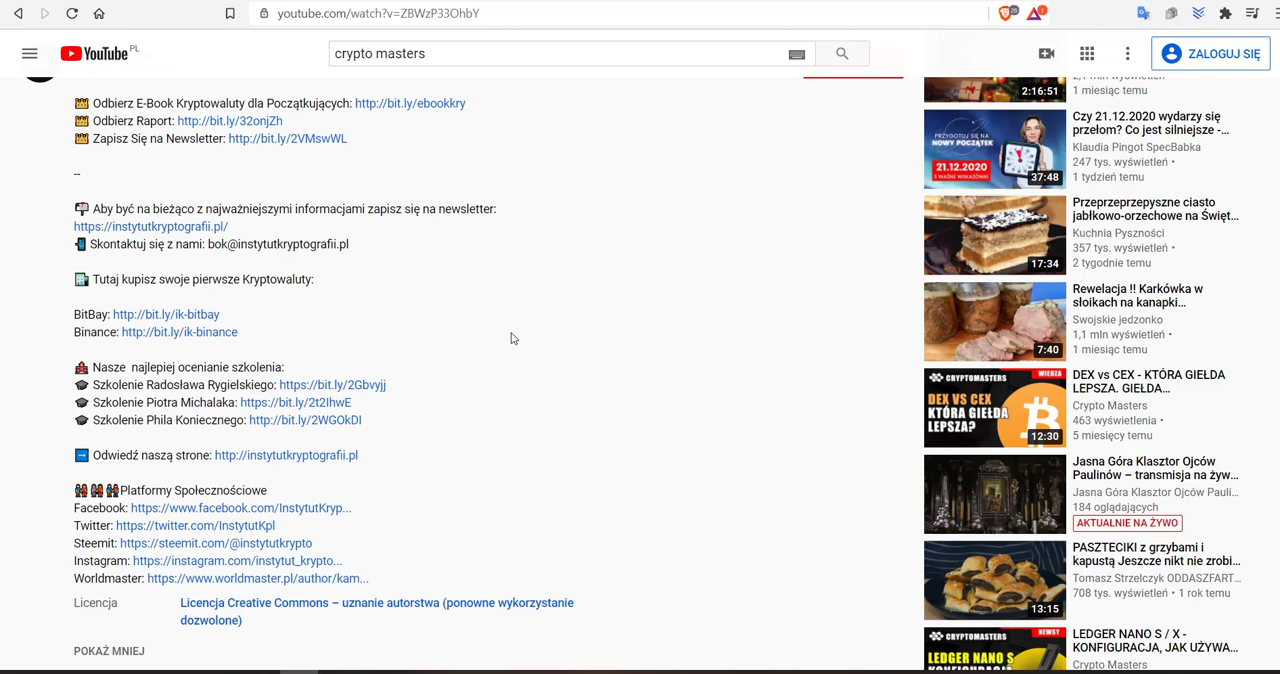 youtube.com/watch?v=ZBWzP33OhbY
28
1
YouTube PL
crypto masters
ZALOGUJ SIĘ
Odbierz E-Book Kryptowaluty dla Początkujących: http://bit.ly/ebookkry
Odbierz Raport: http://bit.ly/32onjZh
Zapisz Się na Newsletter: http://bit.ly/2VMswWL
--
Aby być na bieżąco z najważniejszymi informacjami zapisz się na newsletter:
https://instytutkryptografii.pl/
Skontaktuj się z nami: bok@instytutkryptografii.pl
Tutaj kupisz swoje pierwsze Kryptowaluty:
BitBay: http://bit.ly/ik-bitbay
Binance: http://bit.ly/ik-binance
Nasze najlepiej ocenianie szkolenia:
Szkolenie Radosława Rygielskiego: https://bit.ly/2Gbvyjj
Szkolenie Piotra Michalaka: https://bit.ly/2t2IhwE
Szkolenie Phila Koniecznego: http://bit.ly/2WGOkDI
Odwiedź naszą strone: http://instytutkryptografii.pl
Platformy Społecznościowe
Facebook: https://www.facebook.com/InstytutKryp...
Twitter: https://twitter.com/InstytutKpl
Steemit: https://steemit.com/@instytutkrypto
Instagram: https://instagram.com/instytut_krypto...
Worldmaster: https://www.worldmaster.pl/author/kam...
Licencja
Licencja Creative Commons – uznanie autorstwa (ponowne wykorzystanie
dozwolone)
POKAŻ MNIEJ
2:16:51
2,1 mln wyświetleń •
1 miesiąc temu
PRZYGOTUJ SIĘ NA
NOWY POCZĄTEK
21.12.2020
37:48
Czy 21.12.2020 wydarzy się
przełom? Co jest silniejsze -...
Klaudia Pingot SpecBabka
247 tys. wyświetleń •
1 tydzień temu
17:34
Przeprzeprzepyszne ciasto
jabłkowo-orzechowe na Święt...
Kuchnia Pyszności
357 tys. wyświetleń •
2 tygodnie temu
7:40
Rewelacja !! Karkówka w
słoikach na kanapki...
Swojskie jedzonko
1,1 mln wyświetleń •
1 miesiąc temu
CRYPTOMASTERS
WIEDZA
DEX VS CEX
KTÓRA GIEŁDA
LEPSZA?
12:30
DEX vs CEX - KTÓRA GIEŁDA
LEPSZA. GIEŁDA...
Crypto Masters
463 wyświetlenia •
5 miesięcy temu
Jasna Góra Klasztor Ojców
Paulinów – transmisja na żyw...
Jasna Góra Klasztor Ojców Pauli...
184 oglądających
AKTUALNIE NA ŻYWO
13:15
PASZTECIKI z grzybami i
kapustą Jeszcze nikt nie zrobi...
Tomasz Strzelczyk ODDASZFART...
708 tys. wyświetleń • 1 rok temu
CRYPTOMASTERS
NEWSY
LEDGER NANO S
KONFIGURACJA
LEDGER NANO S / X -
KONFIGURACJA, JAK UŻYWA...
Crypto Masters